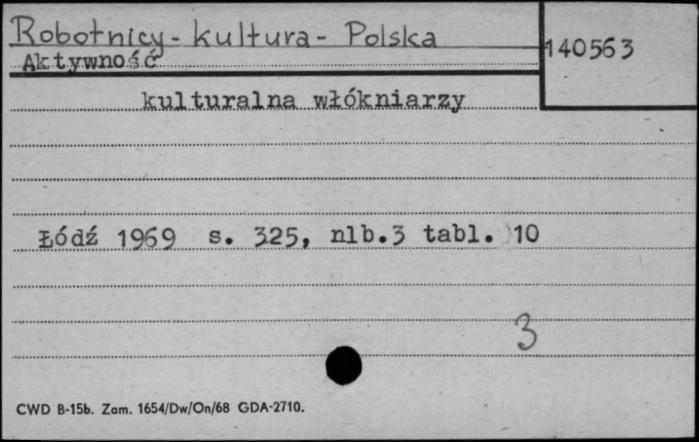 Robotnicy - kultura - Polska
140563
Aktywność
kulturalna włókniarzy
Łódź 1969 s. 325, nlb.3 tabl. 10
3
CWD B-15b. Zam. 1654/Dw/On/68 GDA-2710.